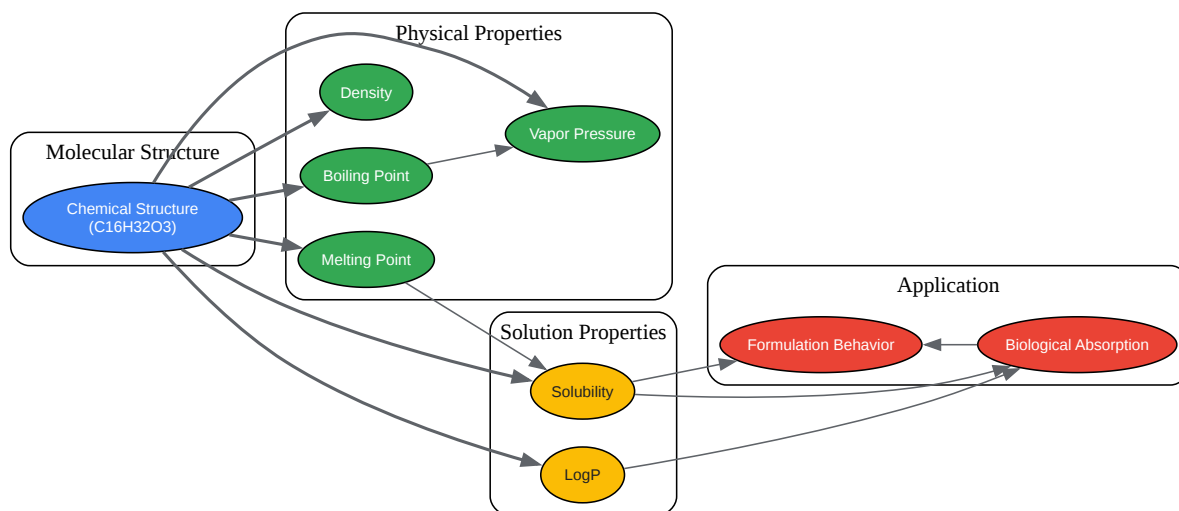 Physical Properties
Density
Vapor Pressure
Molecular Structure
Boiling Point
Chemical Structure
(C16H32O3)
Melting Point
Application
Solution Properties
Formulation Behavior
Biological Absorption
Solubility
LogP